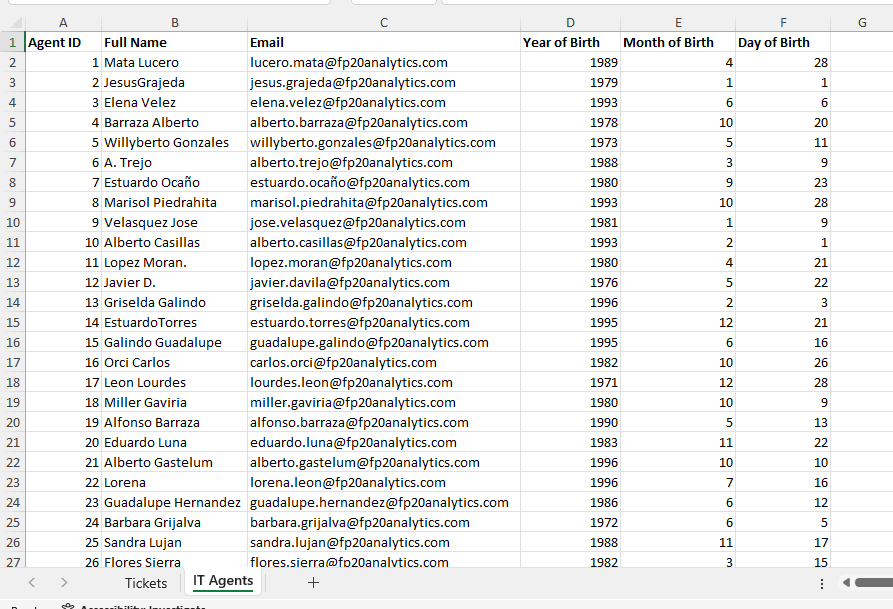 A B C D E F G
1 Agent ID Full Name Email Year of Birth Month of Birth Day of Birth
2 1 Mata Lucero lucero.mata@fp20analytics.com 1989 4 28
3 2 JesusGrajeda jesus.grajeda@fp20analytics.com 1979 1 1
4 3 Elena Velez elena.velez@fp20analytics.com 1993 6 6
5 4 Barraza Alberto alberto.barraza@fp20analytics.com 1978 10 20
6 5 Willyberto Gonzales willyberto.gonzales@fp20analytics.com 1973 5 11
7 6 A. Trejo alberto.trejo@fp20analytics.com 1988 3 9
8 7 Estuardo Ocaño estuardo.ocaño@fp20analytics.com 1980 9 23
9 8 Marisol Piedrahita marisol.piedrahita@fp20analytics.com 1993 10 28
10 9 Velasquez Jose jose.velasquez@fp20analytics.com 1981 1 9
11 10 Alberto Casillas alberto.casillas@fp20analytics.com 1993 2 1
12 11 Lopez Moran. lopez.moran@fp20analytics.com 1980 4 21
13 12 Javier D. javier.davila@fp20analytics.com 1976 5 22
14 13 Griselda Galindo griselda.galindo@fp20analytics.com 1996 2 3
15 14 EstuardoTorres estuardo.torres@fp20analytics.com 1995 12 21
16 15 Galindo Guadalupe guadalupe.galindo@fp20analytics.com 1995 6 16
17 16 Orci Carlos carlos.orci@fp20analytics.com 1982 10 26
18 17 Leon Lourdes lourdes.leon@fp20analytics.com 1971 12 28
19 18 Miller Gaviria miller.gaviria@fp20analytics.com 1980 10 9
20 19 Alfonso Barraza alfonso.barraza@fp20analytics.com 1990 5 13
21 20 Eduardo Luna eduardo.luna@fp20analytics.com 1983 11 22
22 21 Alberto Gastelum alberto.gastelum@fp20analytics.com 1996 10 10
23 22 Lorena lorena.leon@fp20analytics.com 1996 7 16
24 23 Guadalupe Hernandez guadalupe.hernandez@fp20analytics.com 1986 6 12
25 24 Barbara Grijalva barbara.grijalva@fp20analytics.com 1972 6 5
26 25 Sandra Lujan sandra.lujan@fp20analytics.com 1988 11 17
27 26 Flores Sierra flores.sierra@fp20analytics.com 1982 3 15
Tickets IT Agents
Accessibility: Investigate